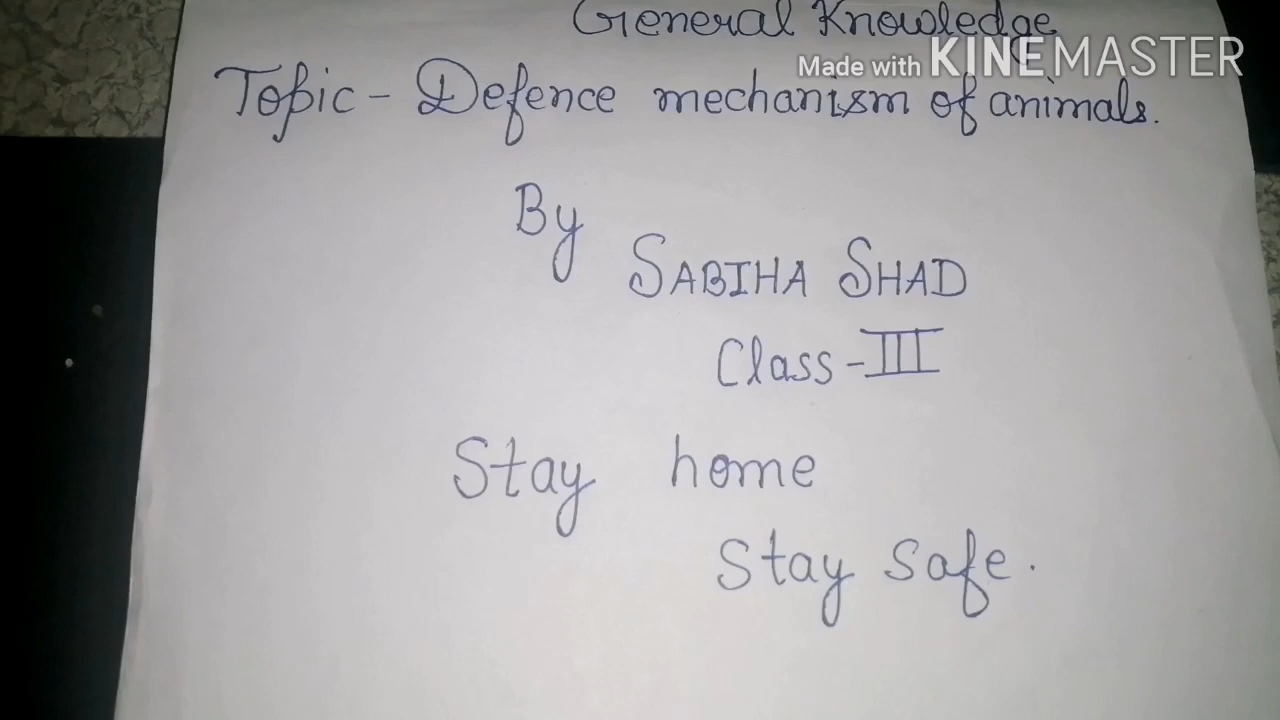 General Knowledge
Made with KINEMASTER
Topic - Defence mechanism of animals.
By
SABIHA SHAD
Class - III
Stay home
Stay safe.